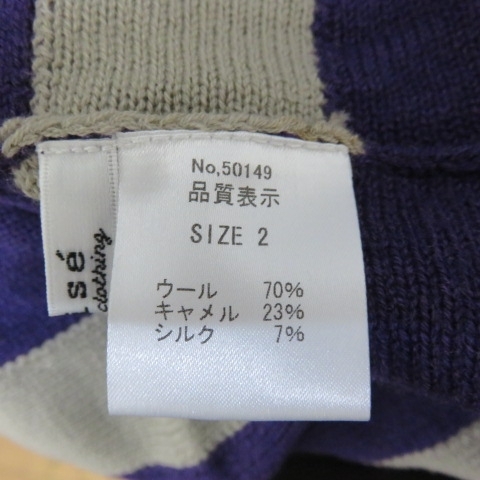 No,50149
品質表示
SIZE 2
ウール 70%
キャメル 23%
シルク 7%
sé
clothing